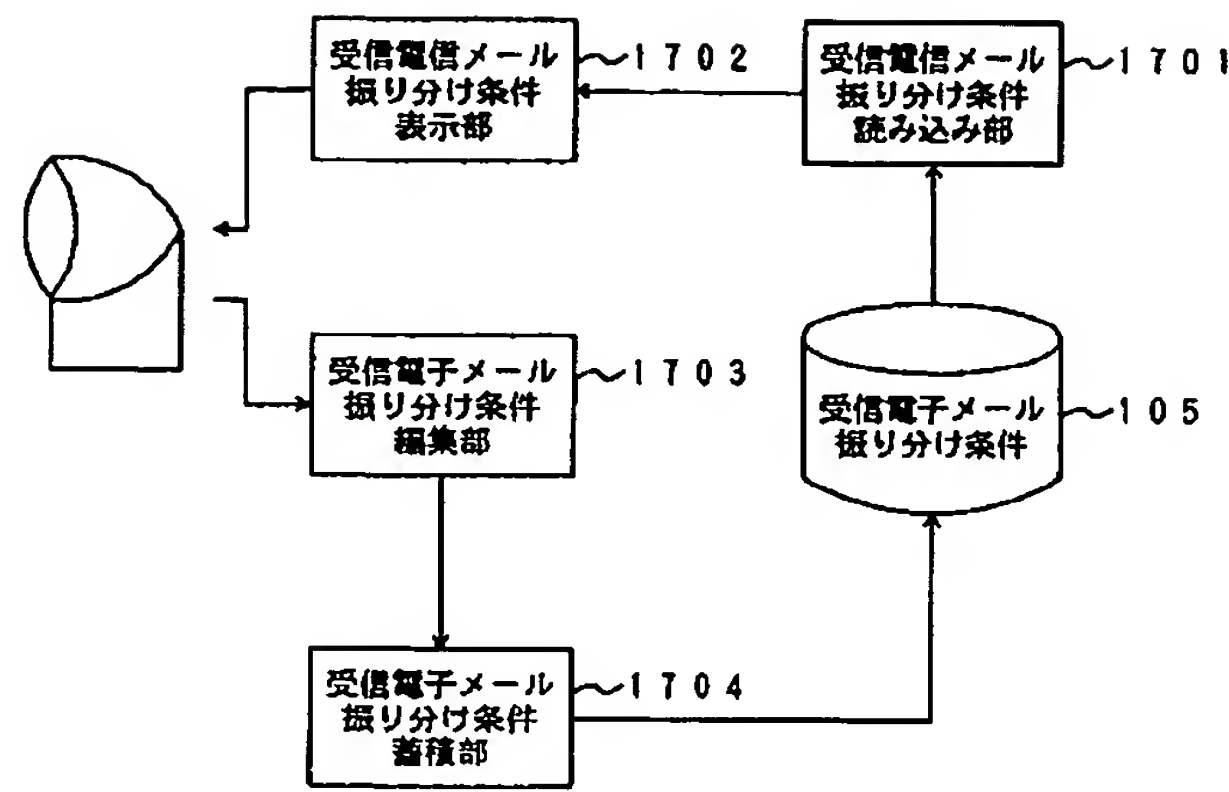 受信電信メール
振り分け条件
表示部
1702
受信電信メール
振り分け条件
読み込み部
1701
受信電子メール
振り分け条件
編集部
1703
受信電子メール
振り分け条件
105
受信電子メール
振り分け条件
蓄積部
1704